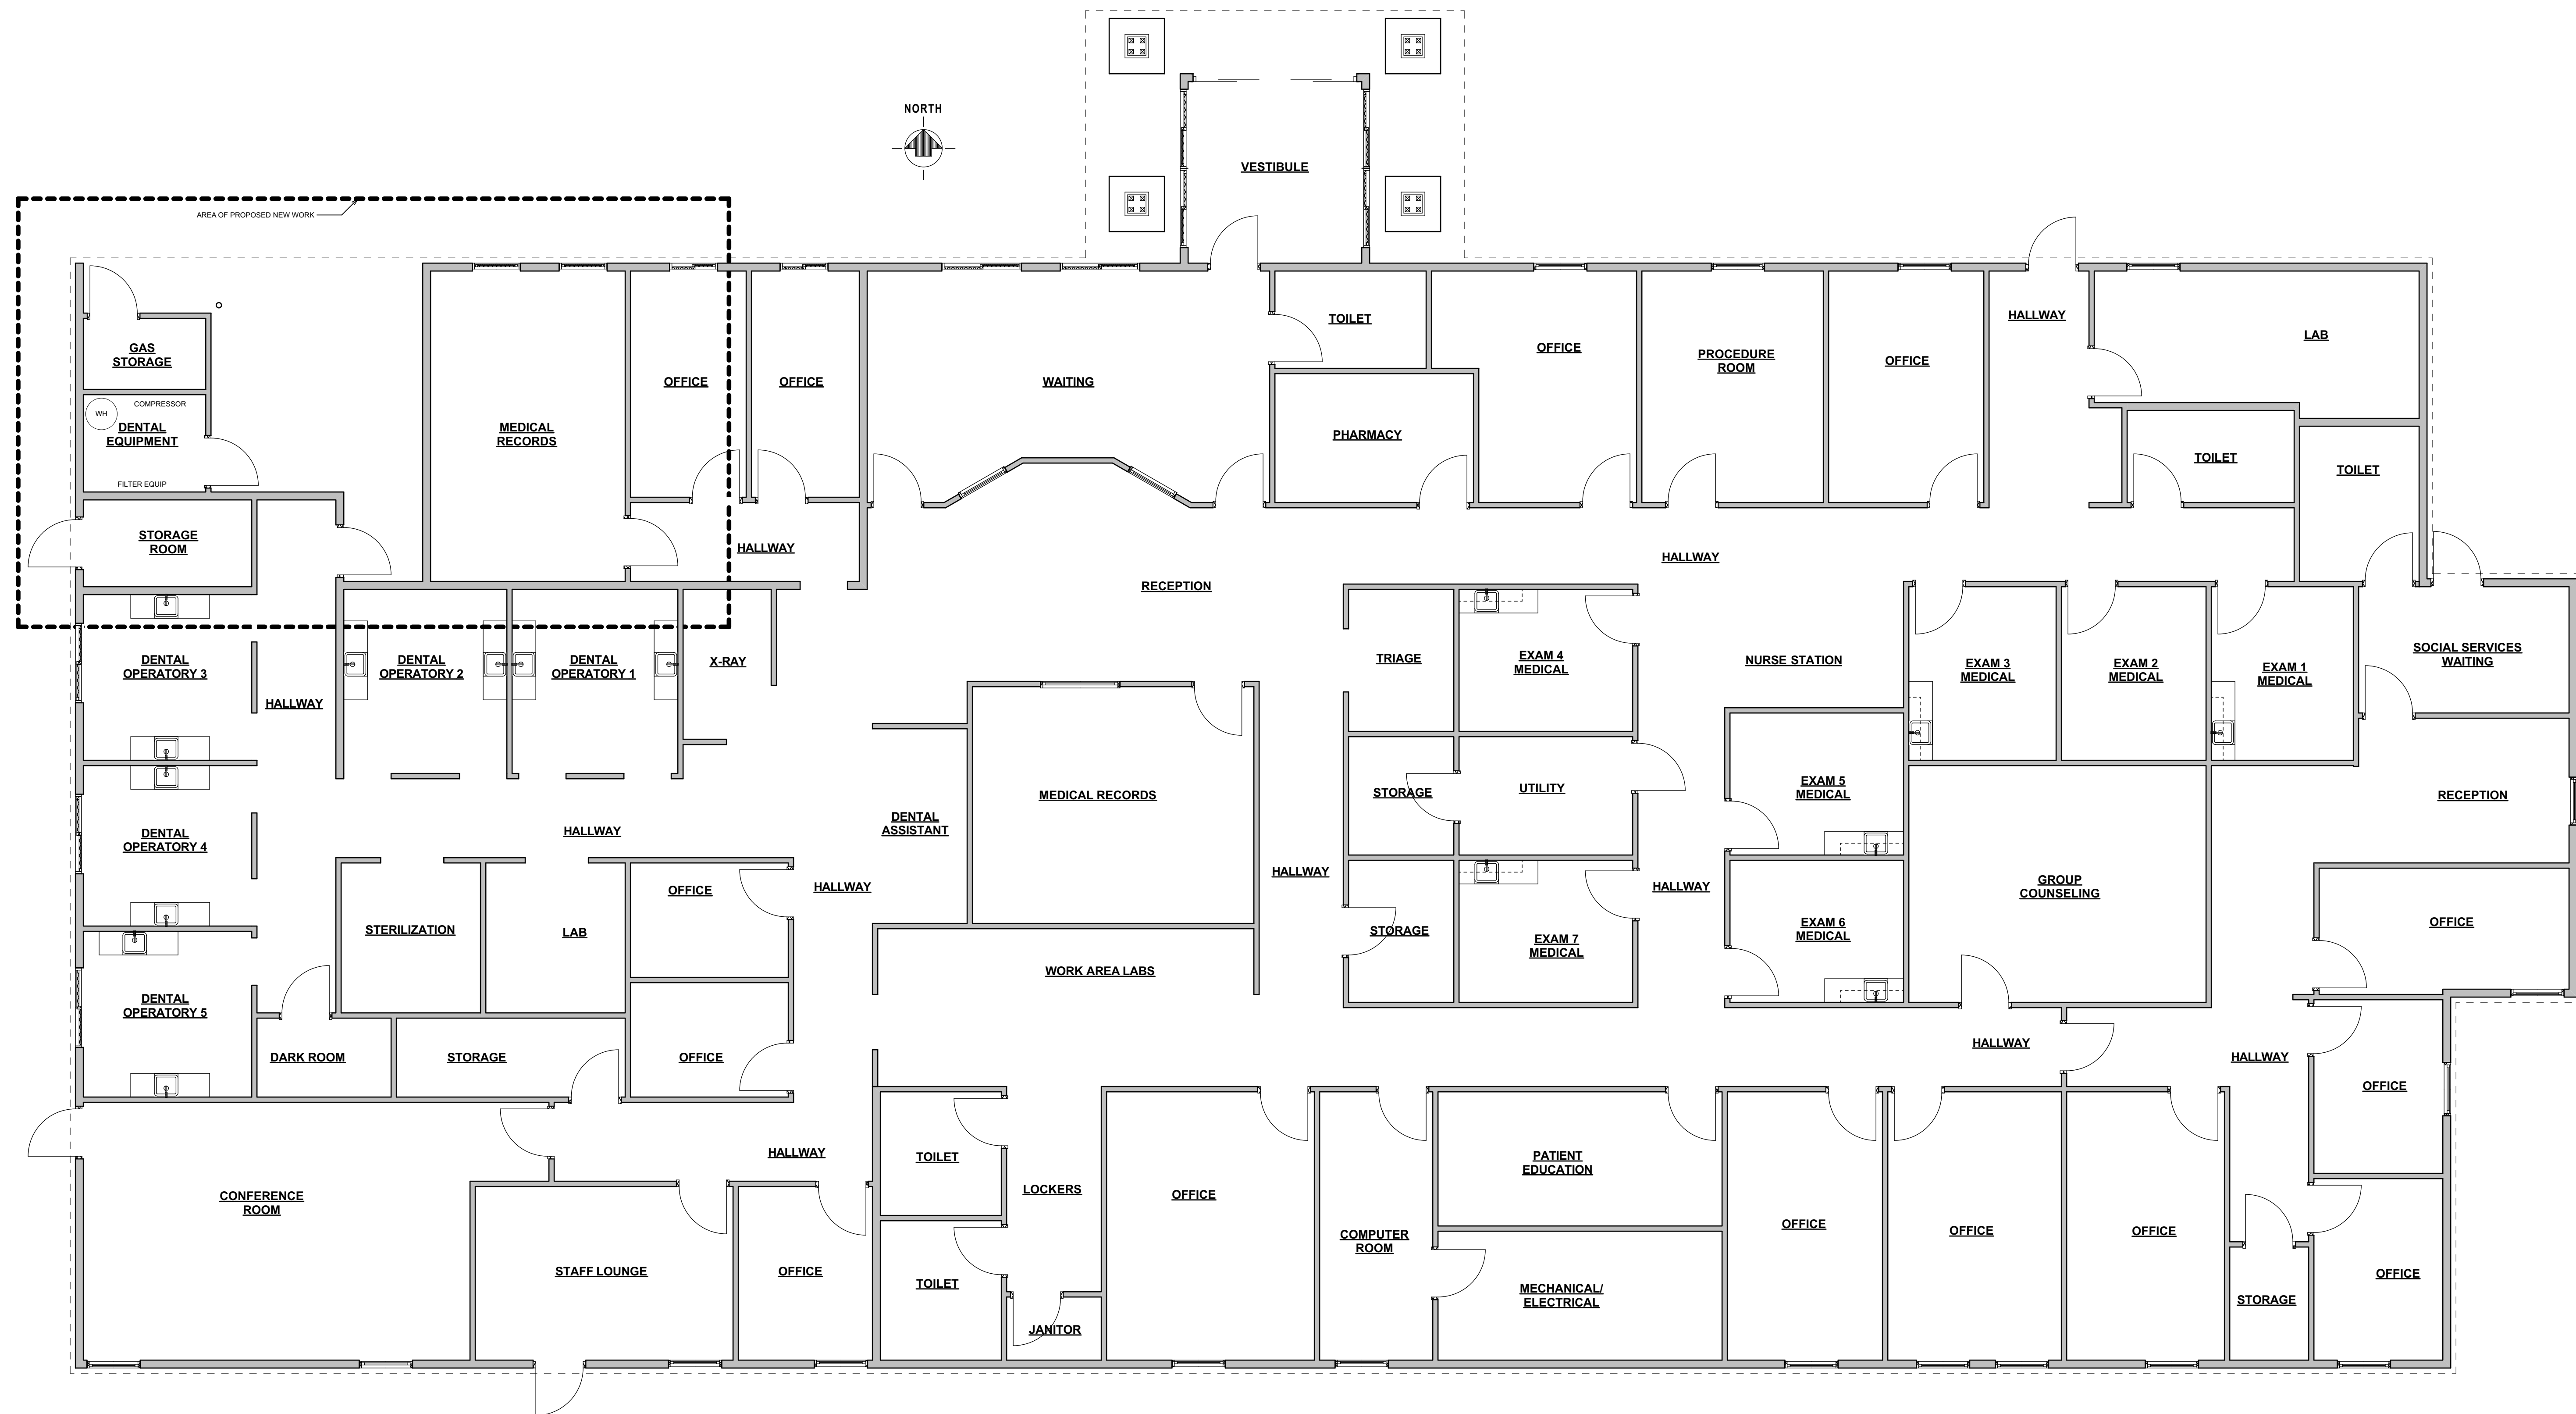 NORTH
VESTIBULE
AREA OF PROPOSED NEW WORK
GAS
STORAGE
COMPRESSOR
WH
DENTAL
EQUIPMENT
FILTER EQUIP
STORAGE
ROOM
MEDICAL
RECORDS
OFFICE
OFFICE
HALLWAY
WAITING
TOILET
PHARMACY
OFFICE
PROCEDURE
ROOM
OFFICE
HALLWAY
LAB
TOILET
TOILET
HALLWAY
RECEPTION
DENTAL
OPERATORY 3
HALLWAY
DENTAL
OPERATORY 2
DENTAL
OPERATORY 1
X-RAY
TRIAGE
EXAM 4
MEDICAL
NURSE STATION
EXAM 3
MEDICAL
EXAM 2
MEDICAL
EXAM 1
MEDICAL
SOCIAL SERVICES
WAITING
DENTAL
OPERATORY 4
HALLWAY
DENTAL
ASSISTANT
MEDICAL RECORDS
STORAGE
UTILITY
EXAM 5
MEDICAL
RECEPTION
OFFICE
HALLWAY
HALLWAY
HALLWAY
GROUP
COUNSELING
STERILIZATION
LAB
STORAGE
EXAM 7
MEDICAL
EXAM 6
MEDICAL
OFFICE
WORK AREA LABS
DENTAL
OPERATORY 5
DARK ROOM
STORAGE
OFFICE
HALLWAY
HALLWAY
OFFICE
CONFERENCE
ROOM
HALLWAY
TOILET
LOCKERS
OFFICE
PATIENT
EDUCATION
COMPUTER
ROOM
OFFICE
OFFICE
OFFICE
STAFF LOUNGE
OFFICE
TOILET
JANITOR
MECHANICAL/
ELECTRICAL
STORAGE
OFFICE